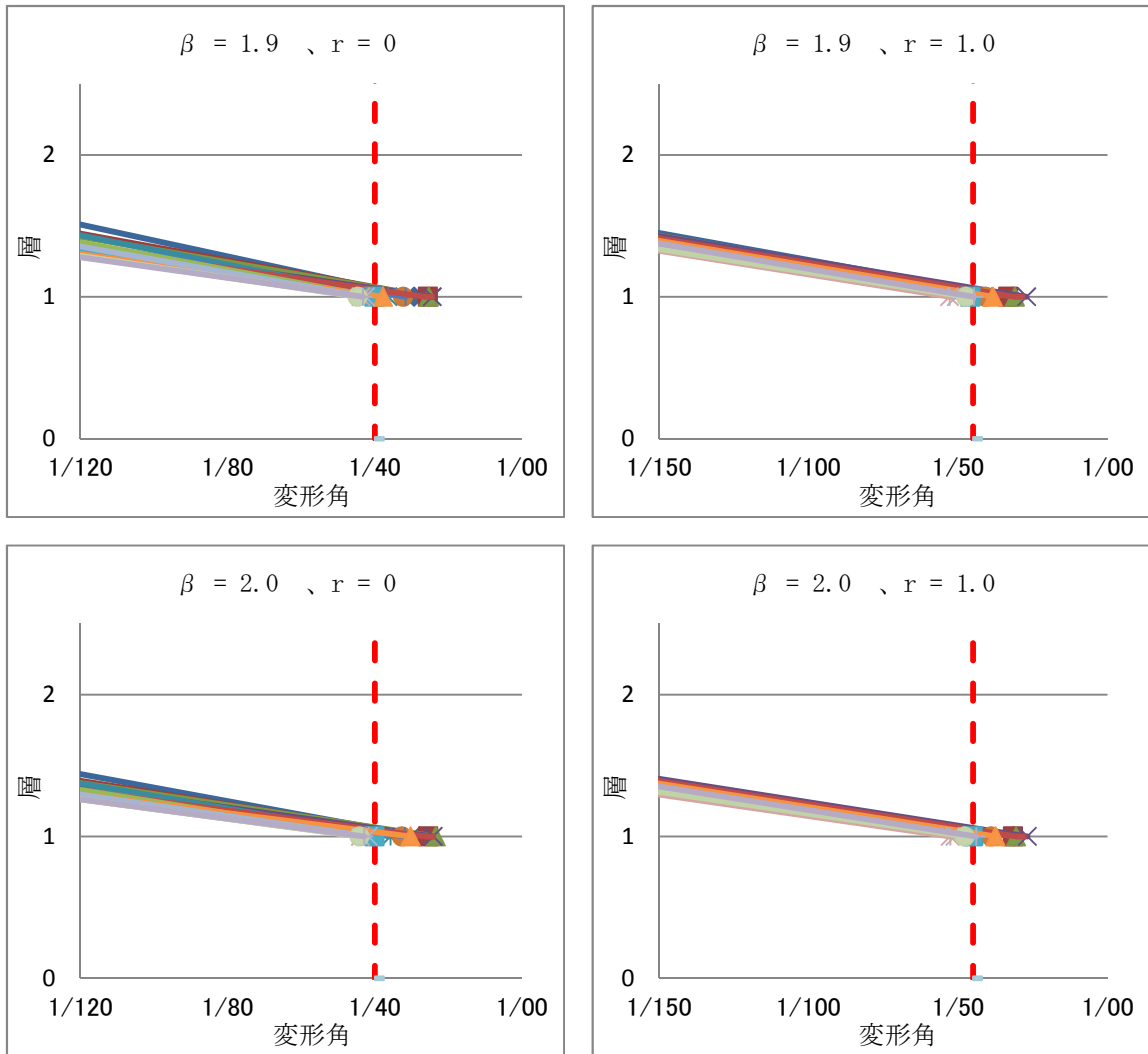 β = 1.9 、r = 0
2
1
0
層
1/120 1/80 1/40 1/00
変形角
β = 1.9 、r = 1.0
2
1
0
層
1/150 1/100 1/50 1/00
変形角
β = 2.0 、r = 0
2
1
0
層
1/120 1/80 1/40 1/00
変形角
β = 2.0 、r = 1.0
2
1
0
層
1/150 1/100 1/50 1/00
変形角